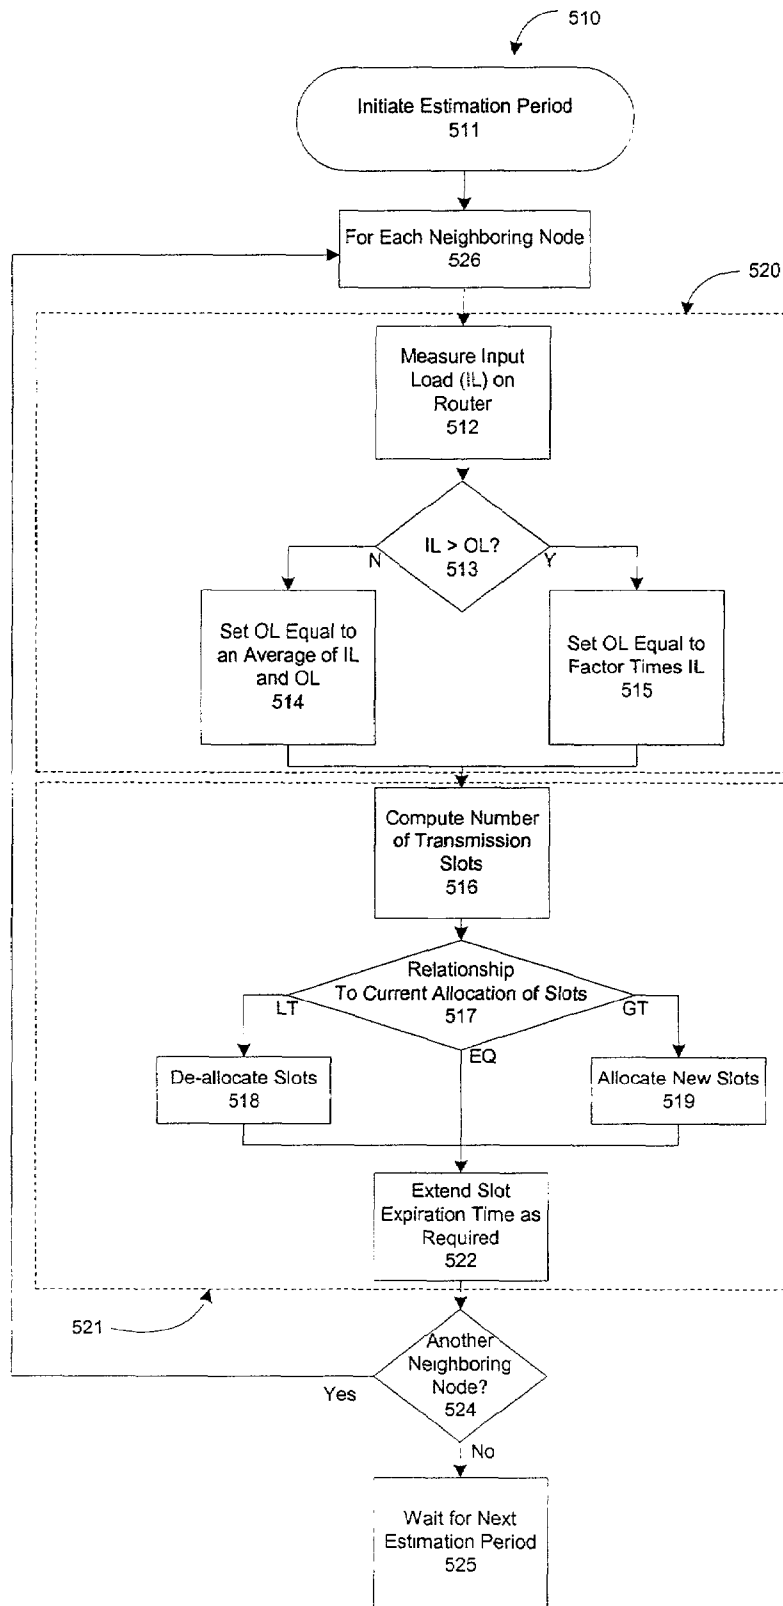 510
Initiate Estimation Period
511
For Each Neighboring Node
526
520
Measure Input
Load (IL) on
Router
512
IL > OL?
513
N
Y
Set OL Equal to
an Average of IL
and OL
514
Set OL Equal to
Factor Times IL
515
Compute Number
of Transmission
Slots
516
Relationship
To Current Allocation of Slots
517
LT
GT
EQ
De-allocate Slots
518
Allocate New Slots
519
Extend Slot
Expiration Time as
Required
522
521
Another
Neighboring
Node?
524
Yes
No
Wait for Next
Estimation Period
525